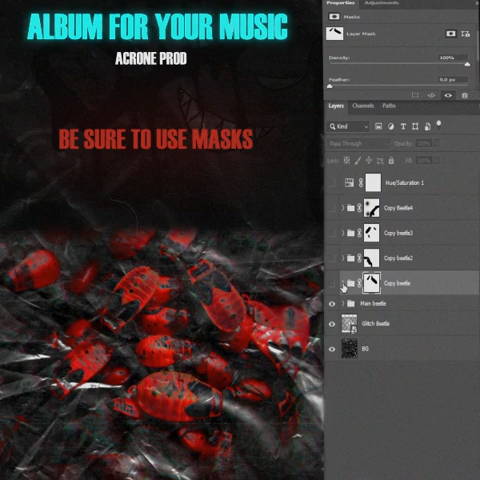 ALBUM FOR YOUR MUSIC
ACRONE PROD
BE SURE TO USE MASKS
Properties
Adjustments
Masks
Layer Mask
Density:
100%
Feather:
0.0 px
Layers
Channels
Paths
Kind
Pass Through
Opacity:
Lock:
Fill:
Hue/Saturation 1
Copy Beetle4
Copy beetle3
Copy beetle2
Copy beetle
Main beetle
Glitch Beetle
BG